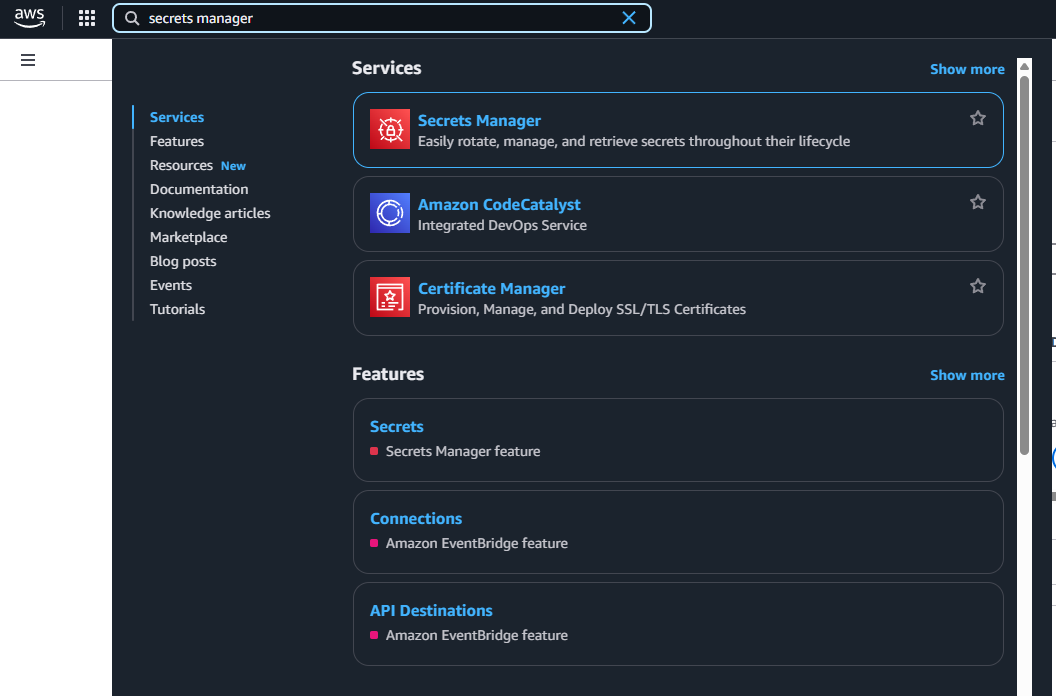 aws
secrets manager
Services
Features
Resources New
Documentation
Knowledge articles
Marketplace
Blog posts
Events
Tutorials
Services
Show more
Secrets Manager
Easily rotate, manage, and retrieve secrets throughout their lifecycle
Amazon CodeCatalyst
Integrated DevOps Service
Certificate Manager
Provision, Manage, and Deploy SSL/TLS Certificates
Features
Show more
Secrets
Secrets Manager feature
Connections
Amazon EventBridge feature
API Destinations
Amazon EventBridge feature